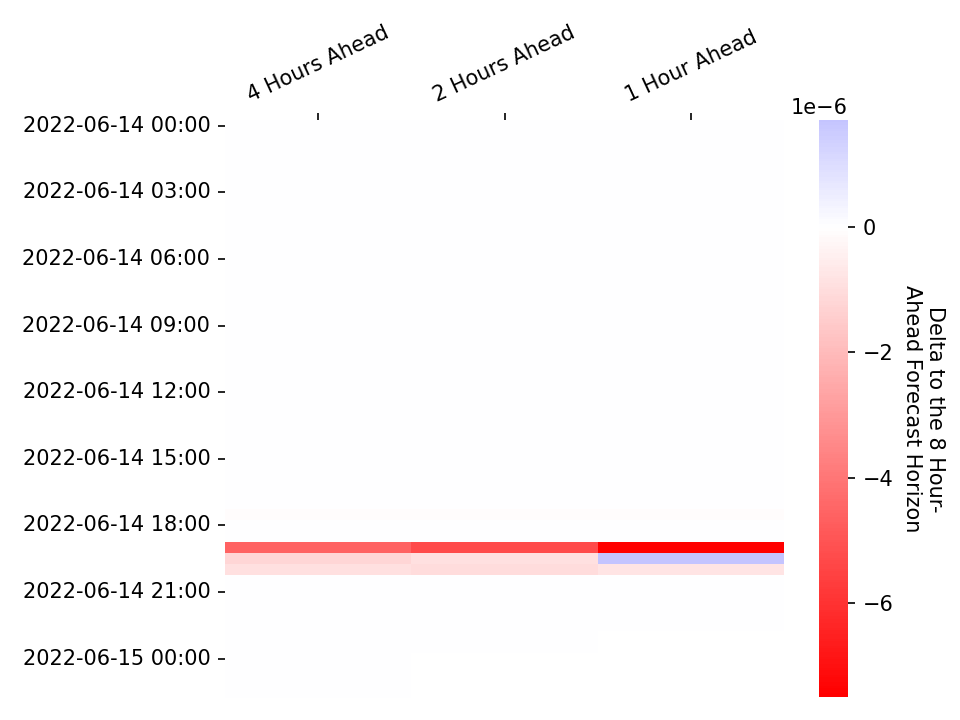 4 Hours Ahead
2 Hours Ahead
1 Hour Ahead
1e−6
2022-06-14 00:00
2022-06-14 03:00
2022-06-14 06:00
2022-06-14 09:00
2022-06-14 12:00
2022-06-14 15:00
2022-06-14 18:00
2022-06-14 21:00
2022-06-15 00:00
0
−2
−4
−6
Delta to the 8 Hour-
Ahead Forecast Horizon